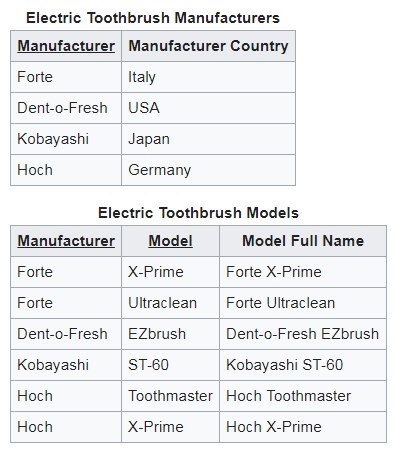 Electric Toothbrush Manufacturers
Manufacturer Manufacturer Country
Forte Italy
Dent-o-Fresh USA
Kobayashi Japan
Hoch Germany
Electric Toothbrush Models
Manufacturer Model Model Full Name
Forte X-Prime Forte X-Prime
Forte Ultraclean Forte Ultraclean
Dent-o-Fresh EZbrush Dent-o-Fresh EZbrush
Kobayashi ST-60 Kobayashi ST-60
Hoch Toothmaster Hoch Toothmaster
Hoch X-Prime Hoch X-Prime